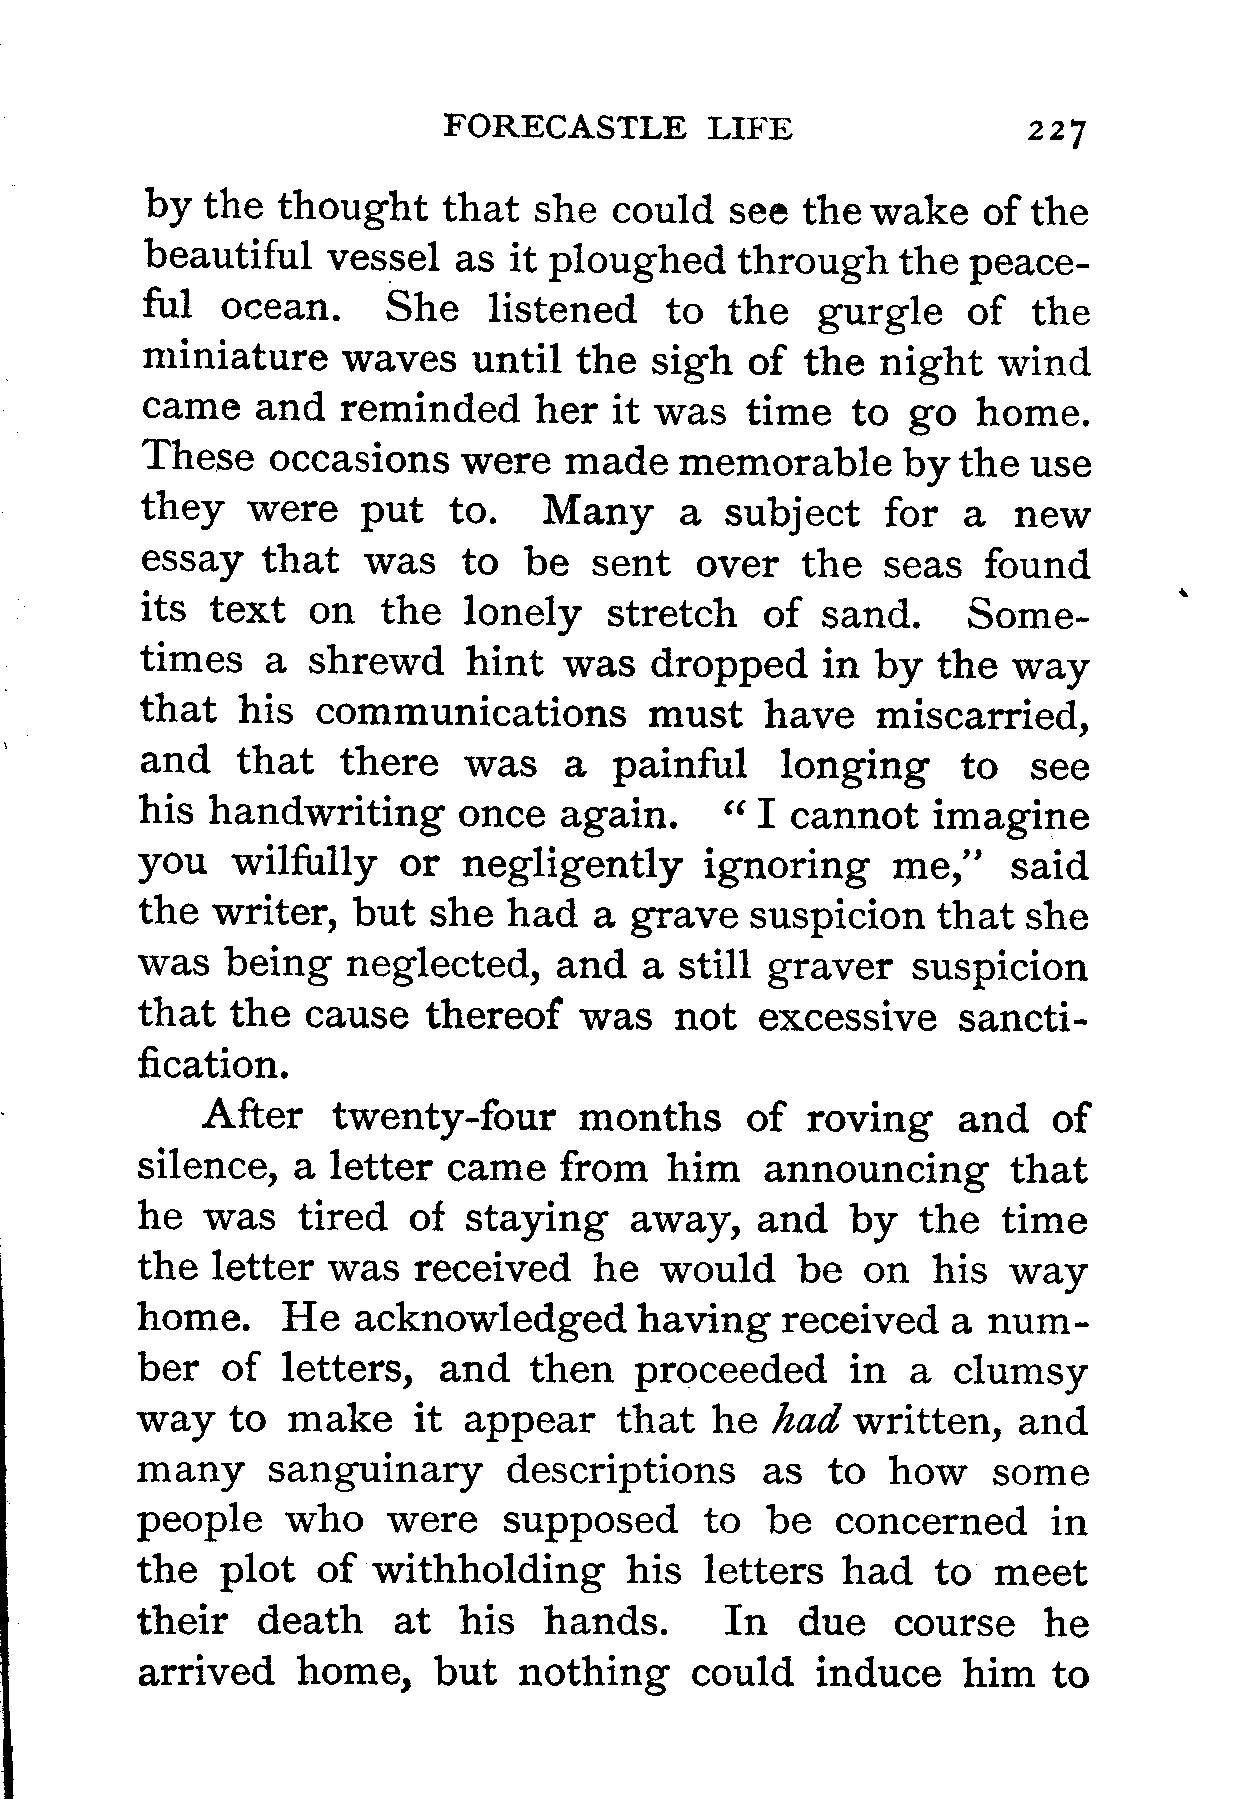 FORECASTLE LIFE 227
by the thought that she could see the wake of the
beautiful vessel as it ploughed through the peace-
ful ocean. She listened to the gurgle of the
miniature waves until the sigh of the night wind
came and reminded her it was time to go home.
These occasions were made memorable by the use
they were put to. Many a subject for a new
essay that was to be sent over the seas found
its text on the lonely stretch of sand. Some-
times a shrewd hint was dropped in by the way
that his communications must have miscarried,
and that there was a painful longing to see
his handwriting once again. “ I cannot imagine
you wilfully or negligently ignoring me,” said
the writer, but she had a grave suspicion that she
was being neglected, and a still graver suspicion
that the cause thereof was not excessive sancti-
fication.
After twenty-four months of roving and of
silence, a letter came from him announcing that
he was tired of staying away, and by the time
the letter was received he would be on his way
home. He acknowledged having received a num-
ber of letters, and then proceeded in a clumsy
way to make it appear that he had written, and
many sanguinary descriptions as to how some
people who were supposed to be concerned in
the plot of withholding his letters had to meet
their death at his hands. In due course he
arrived home, but nothing could induce him to